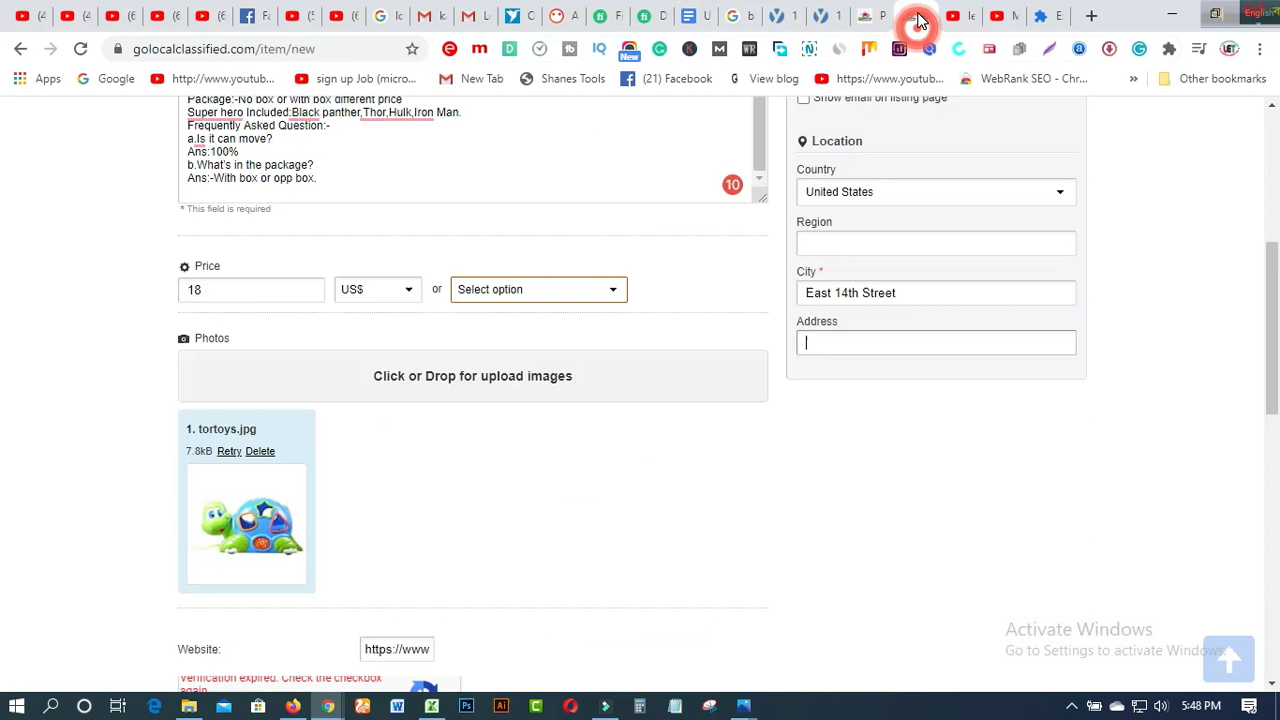 English
golocalclassified.com/item/new
New
Apps
Google
http://www.youtub...
sign up Job (micro...
New Tab
Shanes Tools
(21) Facebook
View blog
https://www.youtu...
WebRank SEO - Chr...
Other bookmarks
Package:-No box or with box different price
Super hero Included:Black panther,Thor,Hulk,Iron Man.
Frequently Asked Question:-
a.Is it can move?
Ans:100%
b.What's in the package?
Ans:-With box or opp box.
10
* This field is required
Show email on listing page
Location
Country
United States
Region
City *
East 14th Street
Address
Price
18
US$
or
Select option
Photos
Click or Drop for upload images
1. tortoys.jpg
7.8kB Retry Delete
Website:
https://www
Verification expired. Check the checkbox
again.
Activate Windows
Go to Settings to activate Windows.
5:48 PM